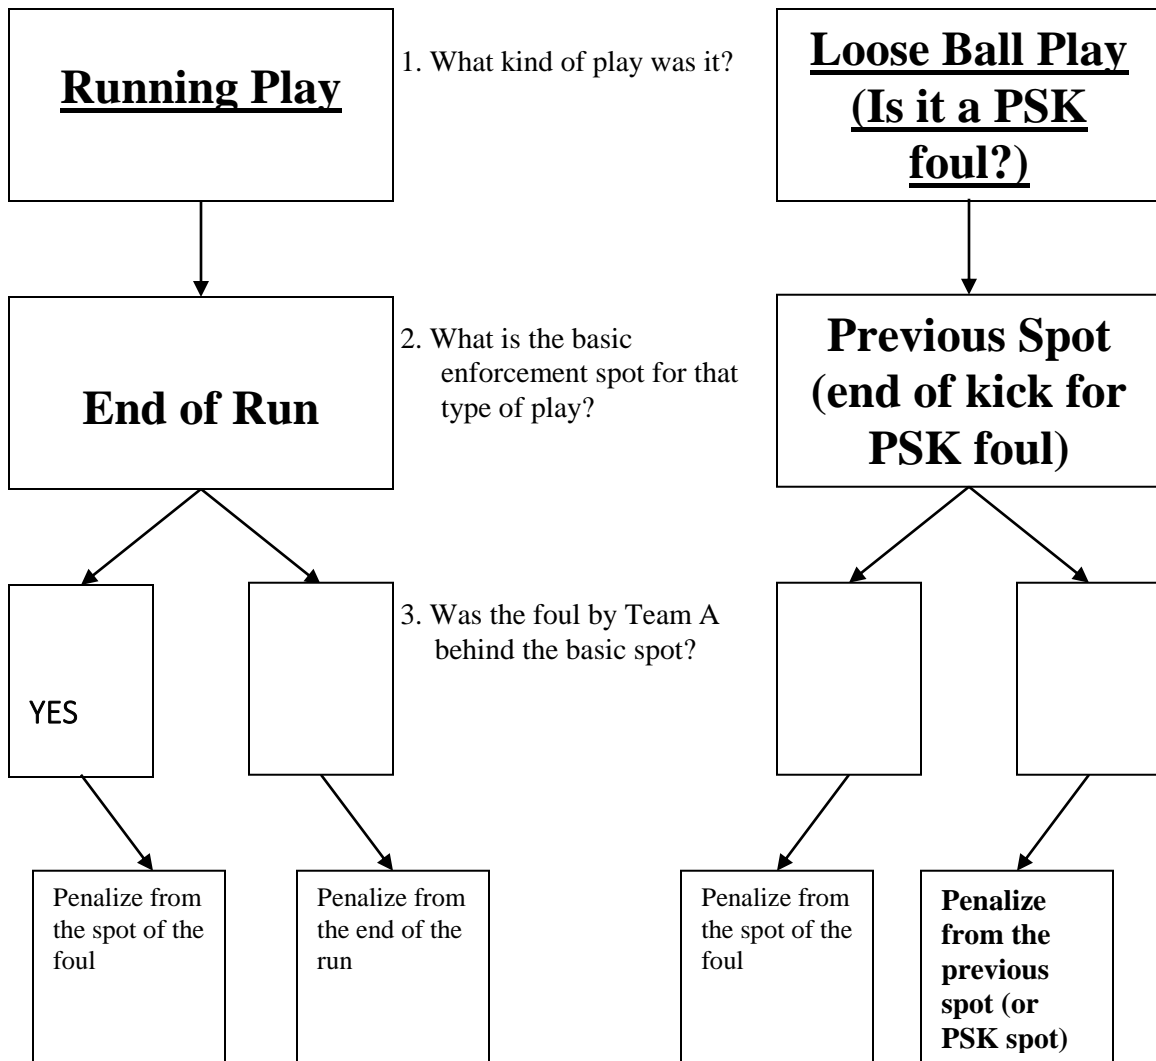 Running Play
1. What kind of play was it?
Loose Ball Play
(Is it a PSK
foul?)
End of Run
2. What is the basic
enforcement spot for that
type of play?
Previous Spot
(end of kick for
PSK foul)
YES
3. Was the foul by Team A
behind the basic spot?
Penalize from
the spot of the
foul
Penalize from
the end of the
run
Penalize from
the spot of the
foul
Penalize
from the
previous
spot (or
PSK spot)